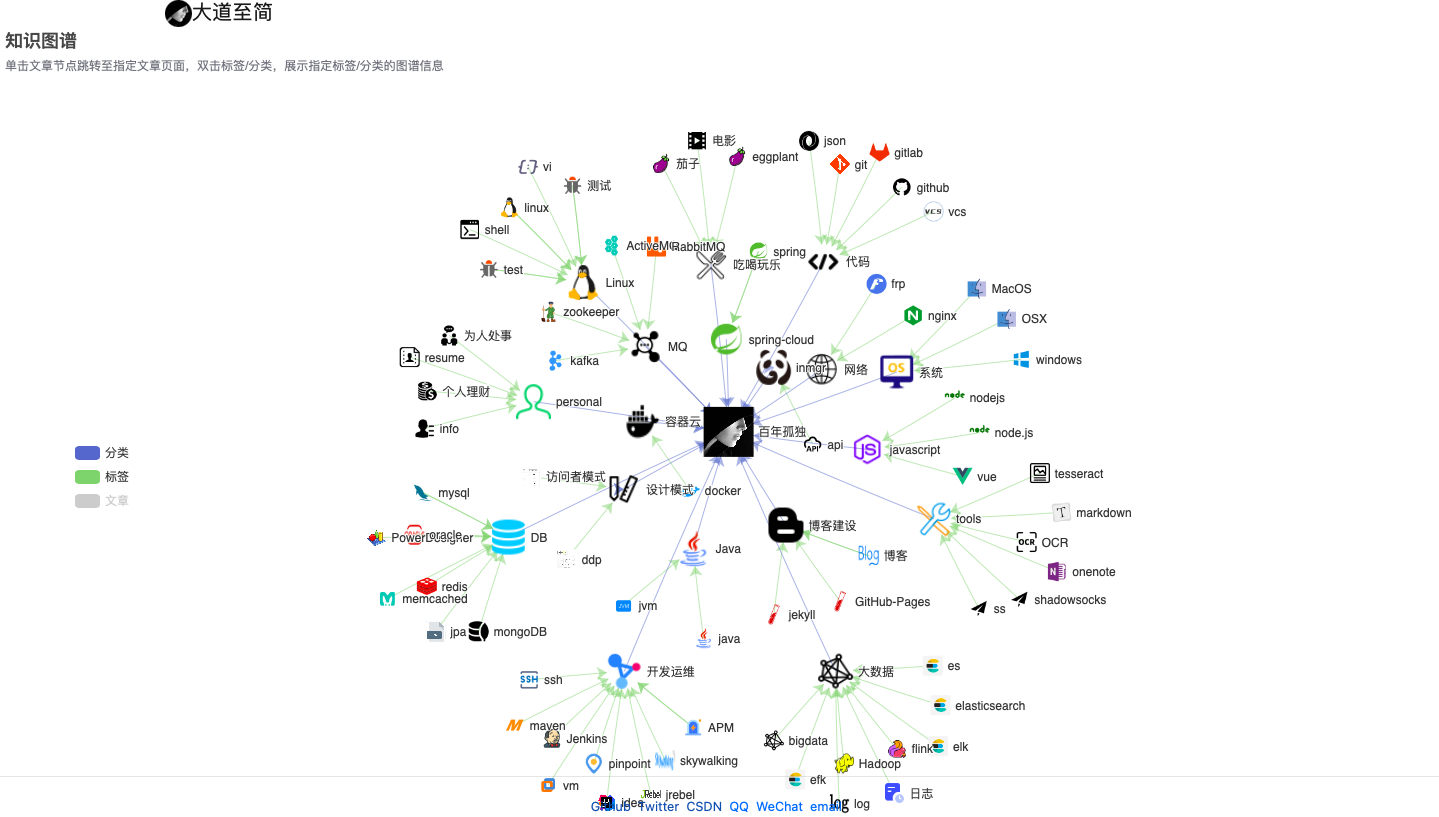 大道至简
知识图谱
单击文章节点跳转至指定文章页面，双击标签/分类，展示指定标签/分类的图谱信息
电影
json
gitlab
eggplant
茄子
git
vi
测试
github
linux
vcs
shell
ActiveMQ
RabbitMQ
spring
吃喝玩乐
代码
test
Linux
frp
MacOS
zookeeper
nginx
OSX
为人处事
spring-cloud
MQ
resume
kafka
inmgr
网络
系统
windows
个人理财
personal
nodejs
容器云
百年孤独
info
node.js
api
javascript
分类
标签
文章
访问者模式
vue
tesseract
mysql
设计模式
docker
markdown
tools
博客建设
PowerDesigner
oracle
DB
OCR
Java
Blog
博客
ddp
onenote
redis
memcached
jvm
GitHub-Pages
shadowsocks
ss
jekyll
jpa
mongoDB
java
开发运维
大数据
es
SSH
ssh
elasticsearch
maven
APM
Jenkins
bigdata
flink
elk
pinpoint
skywalking
Hadoop
efk
vm
jrebel
日志
idea
log
log
GitHub Twitter CSDN QQ WeChat email